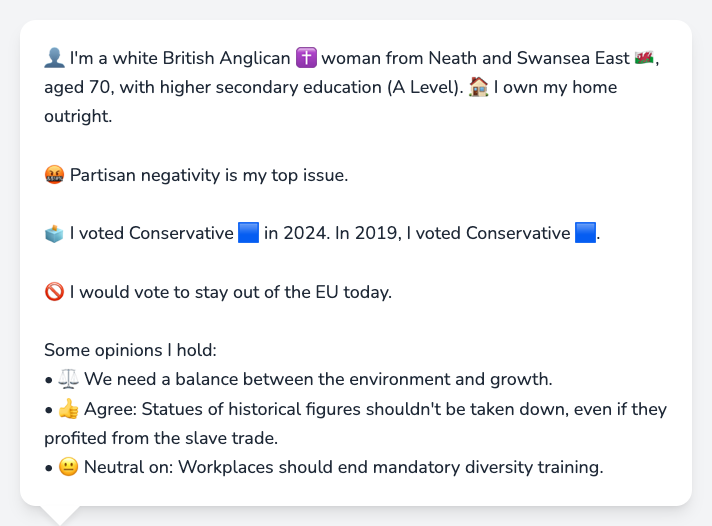 👤 I'm a white British Anglican ✝️ woman from Neath and Swansea East 🏴󠁧󠁢󠁷󠁬󠁳󠁿,
aged 70, with higher secondary education (A Level). 🏠 I own my home
outright.
🤬 Partisan negativity is my top issue.
🗳️ I voted Conservative 🟦 in 2024. In 2019, I voted Conservative 🟦.
🚫 I would vote to stay out of the EU today.
Some opinions I hold:
• ⚖️ We need a balance between the environment and growth.
• 👍 Agree: Statues of historical figures shouldn't be taken down, even if they
profited from the slave trade.
• 😐 Neutral on: Workplaces should end mandatory diversity training.